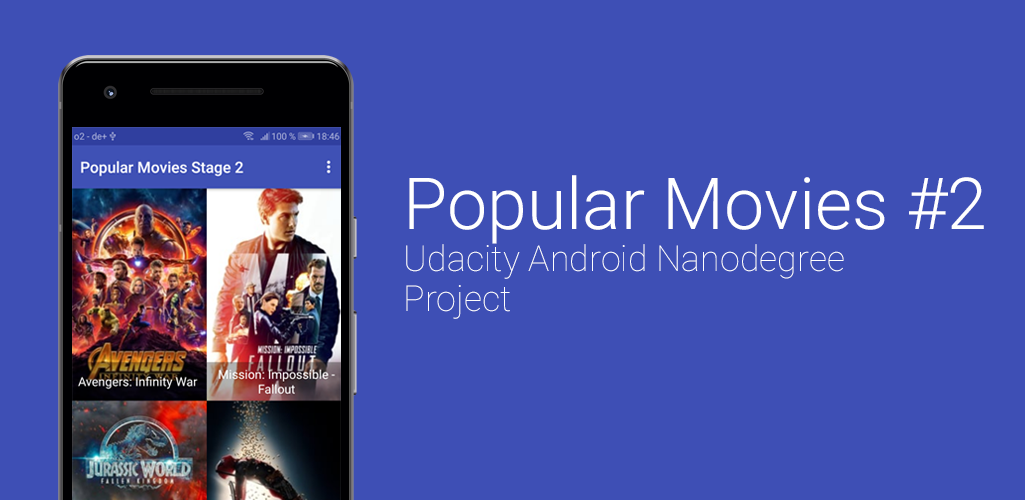 o2 - de+ 100 % 18:46
Popular Movies Stage 2
AVENGERS
INFINITY WAR
Avengers: Infinity War
MISSION: IMPOSSIBLE
FALLOUT
Mission: Impossible -
Fallout
JURASSIC WORLD
FALLEN KINGDOM
Popular Movies #2
Udacity Android Nanodegree
Project